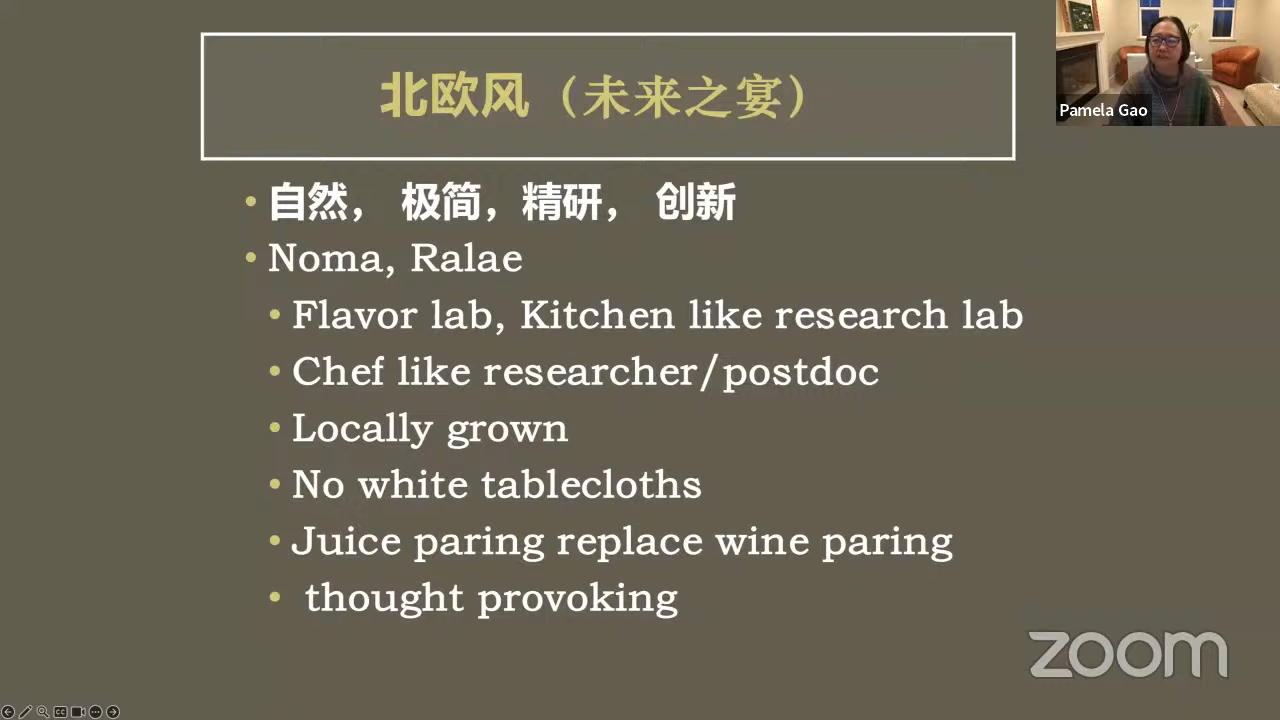 北欧风（未来之宴）
Pamela Gao
• 自然， 极简，精研， 创新
• Noma, Ralae
• Flavor lab, Kitchen like research lab
• Chef like researcher/postdoc
• Locally grown
• No white tablecloths
• Juice paring replace wine paring
• thought provoking
zoom